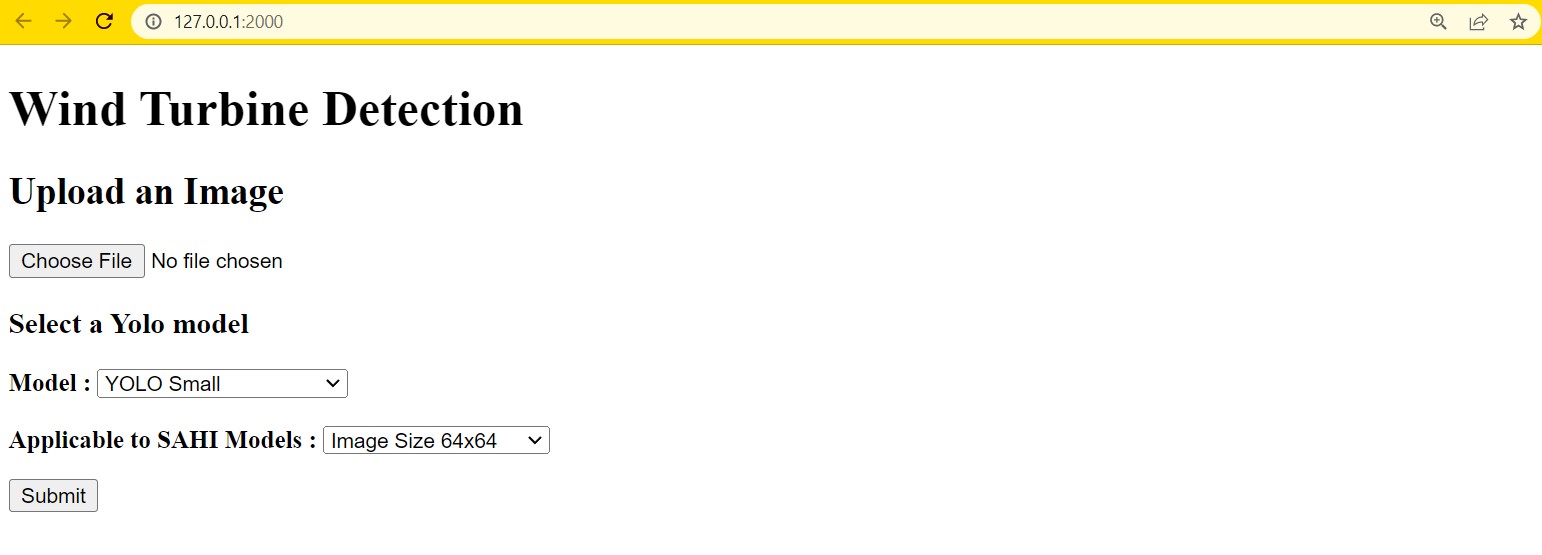 127.0.0.1:2000
Wind Turbine Detection
Upload an Image
Choose File No file chosen
Select a Yolo model
Model : YOLO Small
Applicable to SAHI Models : Image Size 64x64
Submit